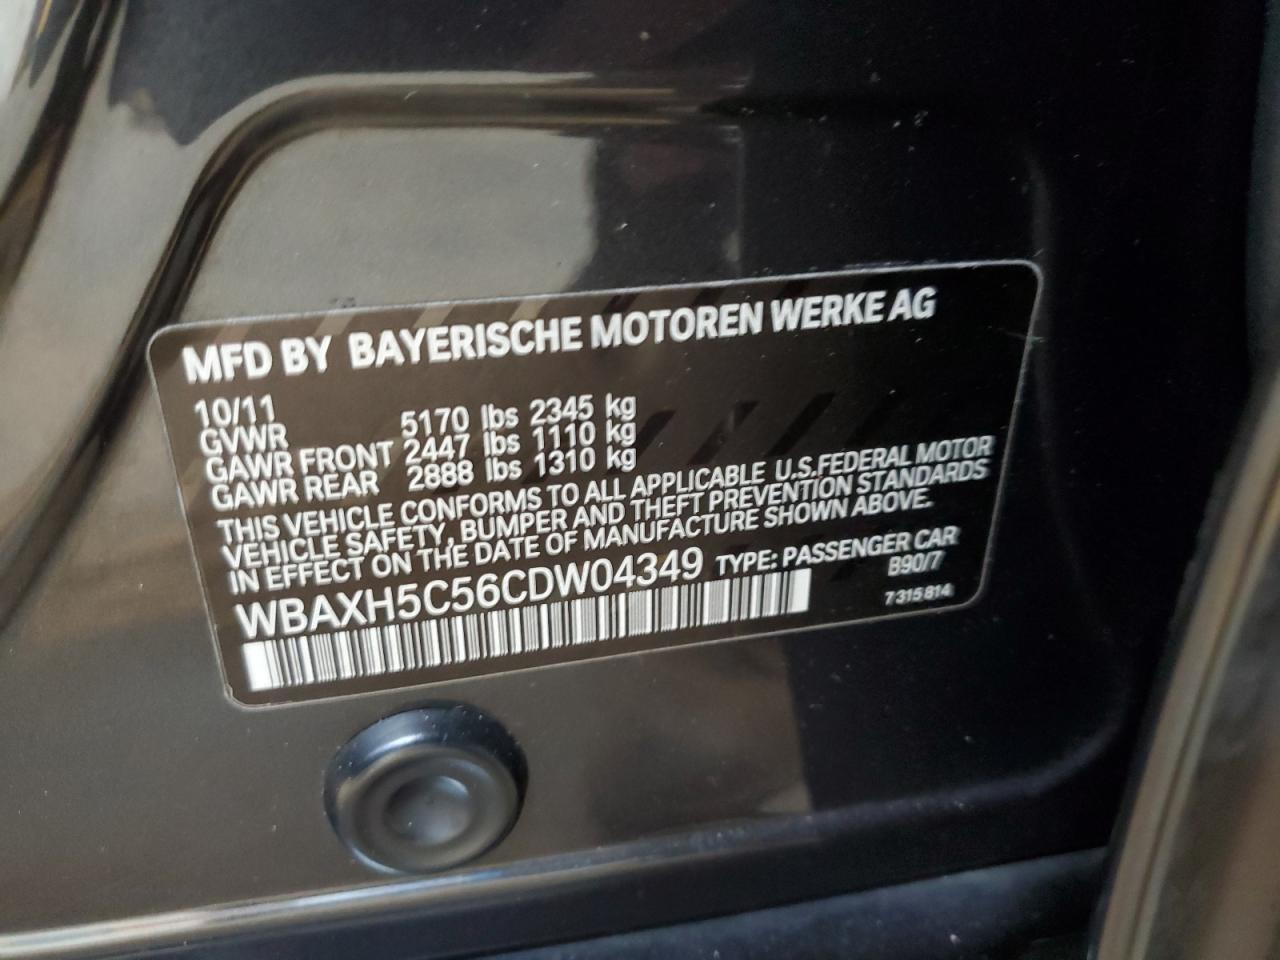 MFD BY BAYERISCHE MOTOREN WERKE AG
10/11
GVWR 5170 lbs 2345 kg
GAWR FRONT 2447 lbs 1110 kg
GAWR REAR 2888 lbs 1310 kg
THIS VEHICLE CONFORMS TO ALL APPLICABLE U.S.FEDERAL MOTOR
VEHICLE SAFETY, BUMPER AND THEFT PREVENTION STANDARDS
IN EFFECT ON THE DATE OF MANUFACTURE SHOWN ABOVE.
WBAXH5C56CDW04349 TYPE: PASSENGER CAR
B90/7
7 315 814